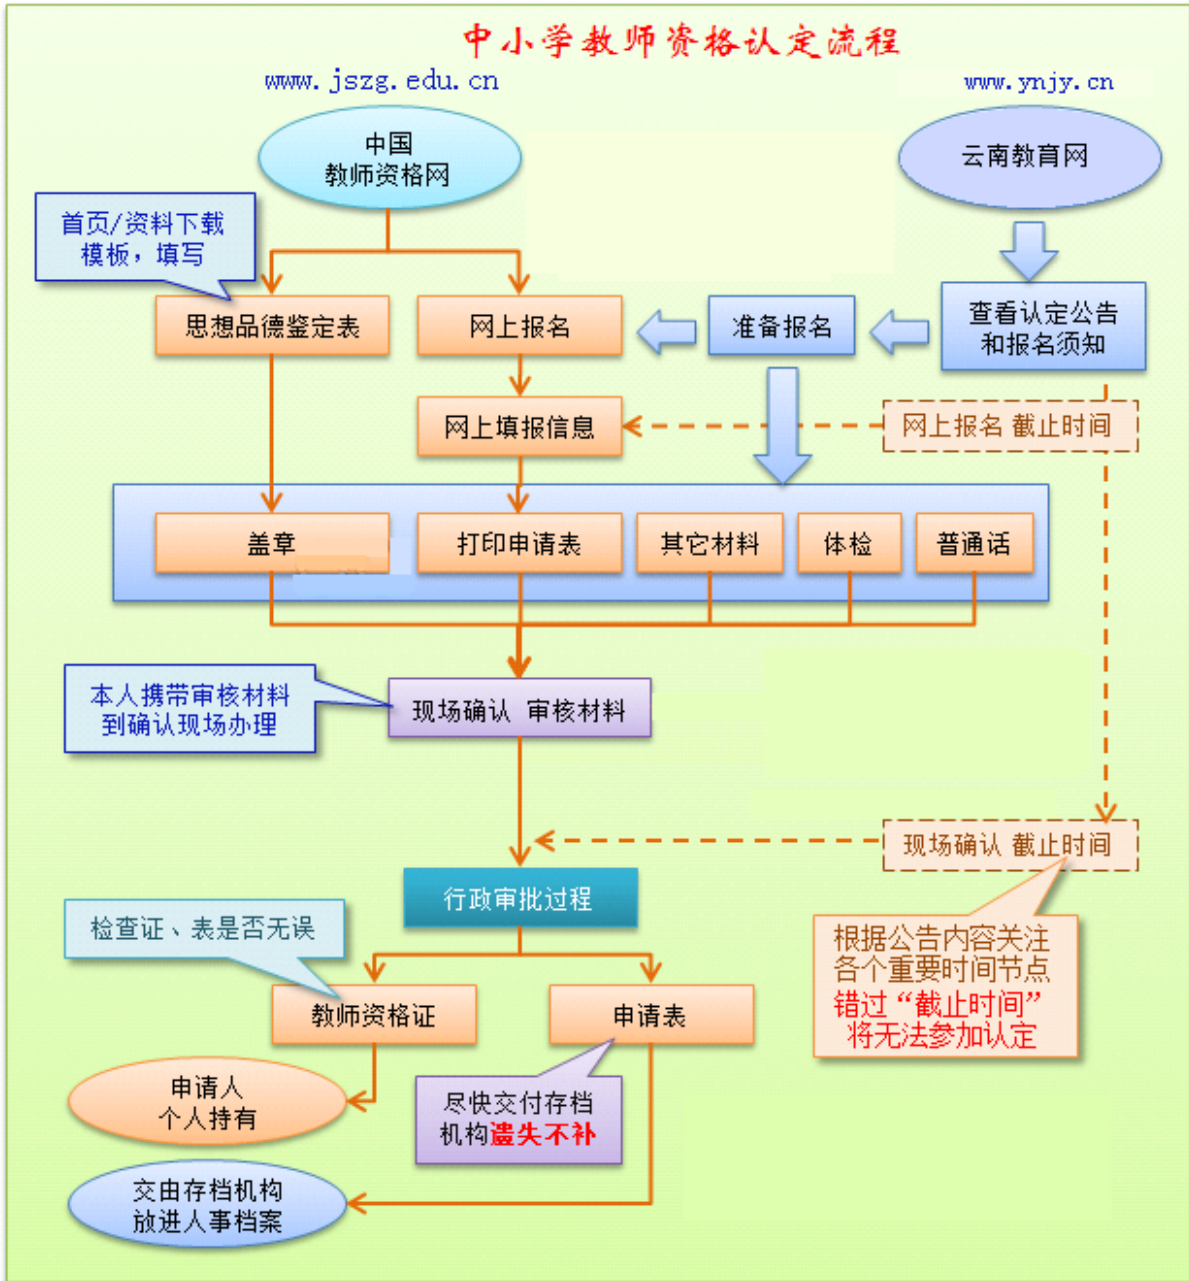 中小学教师资格认定流程
www.jszg.edu.cn
www.ynjy.cn
中国
教师资格网
云南教育网
首页/资料下载
模板，填写
思想品德鉴定表
网上报名
准备报名
查看认定公告
和报名须知
网上填报信息
网上报名 截止时间
盖章
打印申请表
其它材料
体检
普通话
本人携带审核材料
到确认现场办理
现场确认 审核材料
现场确认 截止时间
行政审批过程
检查证、表是否无误
根据公告内容关注
各个重要时间节点
错过“截止时间”
将无法参加认定
教师资格证
申请表
申请人
个人持有
尽快交付存档
机构遗失不补
交由存档机构
放进人事档案